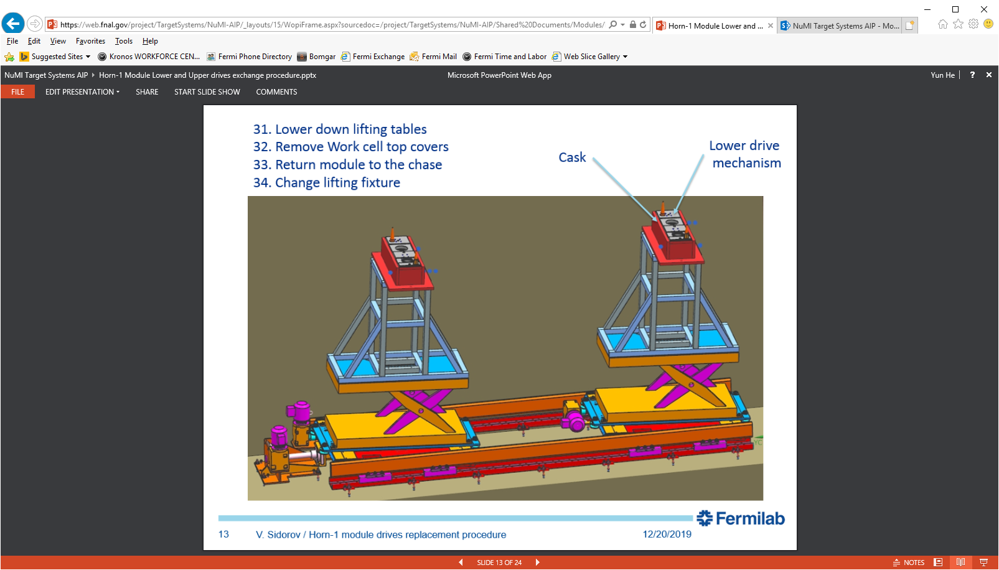 https://web.fnal.gov/project/TargetSystems/NuMI-AIP/_layouts/15/WopiFrame.aspx?sourcedoc=/project/TargetSystems/NuMI-AIP/Shared%20Documents/Modules/
Horn-1 Module Lower and ...
NuMI Target Systems AIP - Mo...
File Edit View Favorites Tools Help
Suggested Sites Kronos WORKFORCE CEN... Fermi Phone Directory Bomgar Fermi Exchange Fermi Mail Fermi Time and Labor Web Slice Gallery
NuMI Target Systems AIP Horn-1 Module Lower and Upper drives exchange procedure.pptx Microsoft PowerPoint Web App Yun He ?
FILE EDIT PRESENTATION SHARE START SLIDE SHOW COMMENTS
31. Lower down lifting tables
32. Remove Work cell top covers
33. Return module to the chase
34. Change lifting fixture
Cask
Lower drive
mechanism
YC
Fermilab
13 V. Sidorov / Horn-1 module drives replacement procedure 12/20/2019
SLIDE 13 OF 24 NOTES